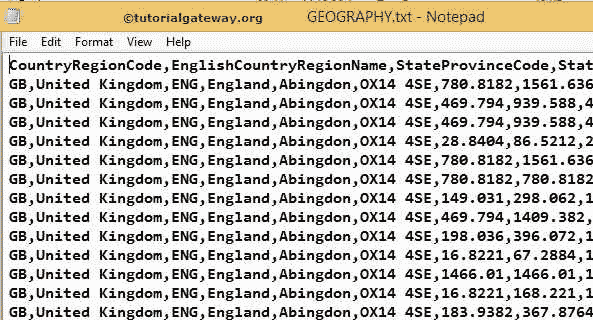 ©tutorialgateway.org GEOGRAPHY.txt - Notepad
File Edit Format View Help
CountryRegionCode,EnglishCountryRegionName,StateProvinceCode,Stat
GB,United Kingdom,ENG,England,Abingdon,OX14 4SE,780.8182,1561.636
GB,United Kingdom,ENG,England,Abingdon,OX14 4SE,469.794,939.588,4
GB,United Kingdom,ENG,England,Abingdon,OX14 4SE,469.794,939.588,4
GB,United Kingdom,ENG,England,Abingdon,OX14 4SE,28.8404,86.5212,2
GB,United Kingdom,ENG,England,Abingdon,OX14 4SE,780.8182,1561.636
GB,United Kingdom,ENG,England,Abingdon,OX14 4SE,780.8182,780.8182
GB,United Kingdom,ENG,England,Abingdon,OX14 4SE,149.031,298.062,1
GB,United Kingdom,ENG,England,Abingdon,OX14 4SE,469.794,1409.382,
GB,United Kingdom,ENG,England,Abingdon,OX14 4SE,198.036,396.072,1
GB,United Kingdom,ENG,England,Abingdon,OX14 4SE,16.8221,67.2884,1
GB,United Kingdom,ENG,England,Abingdon,OX14 4SE,1466.01,1466.01,1
GB,United Kingdom,ENG,England,Abingdon,OX14 4SE,16.8221,168.221,1
GB,United Kingdom,ENG,England,Abingdon,OX14 4SE,183.9382,367.8764